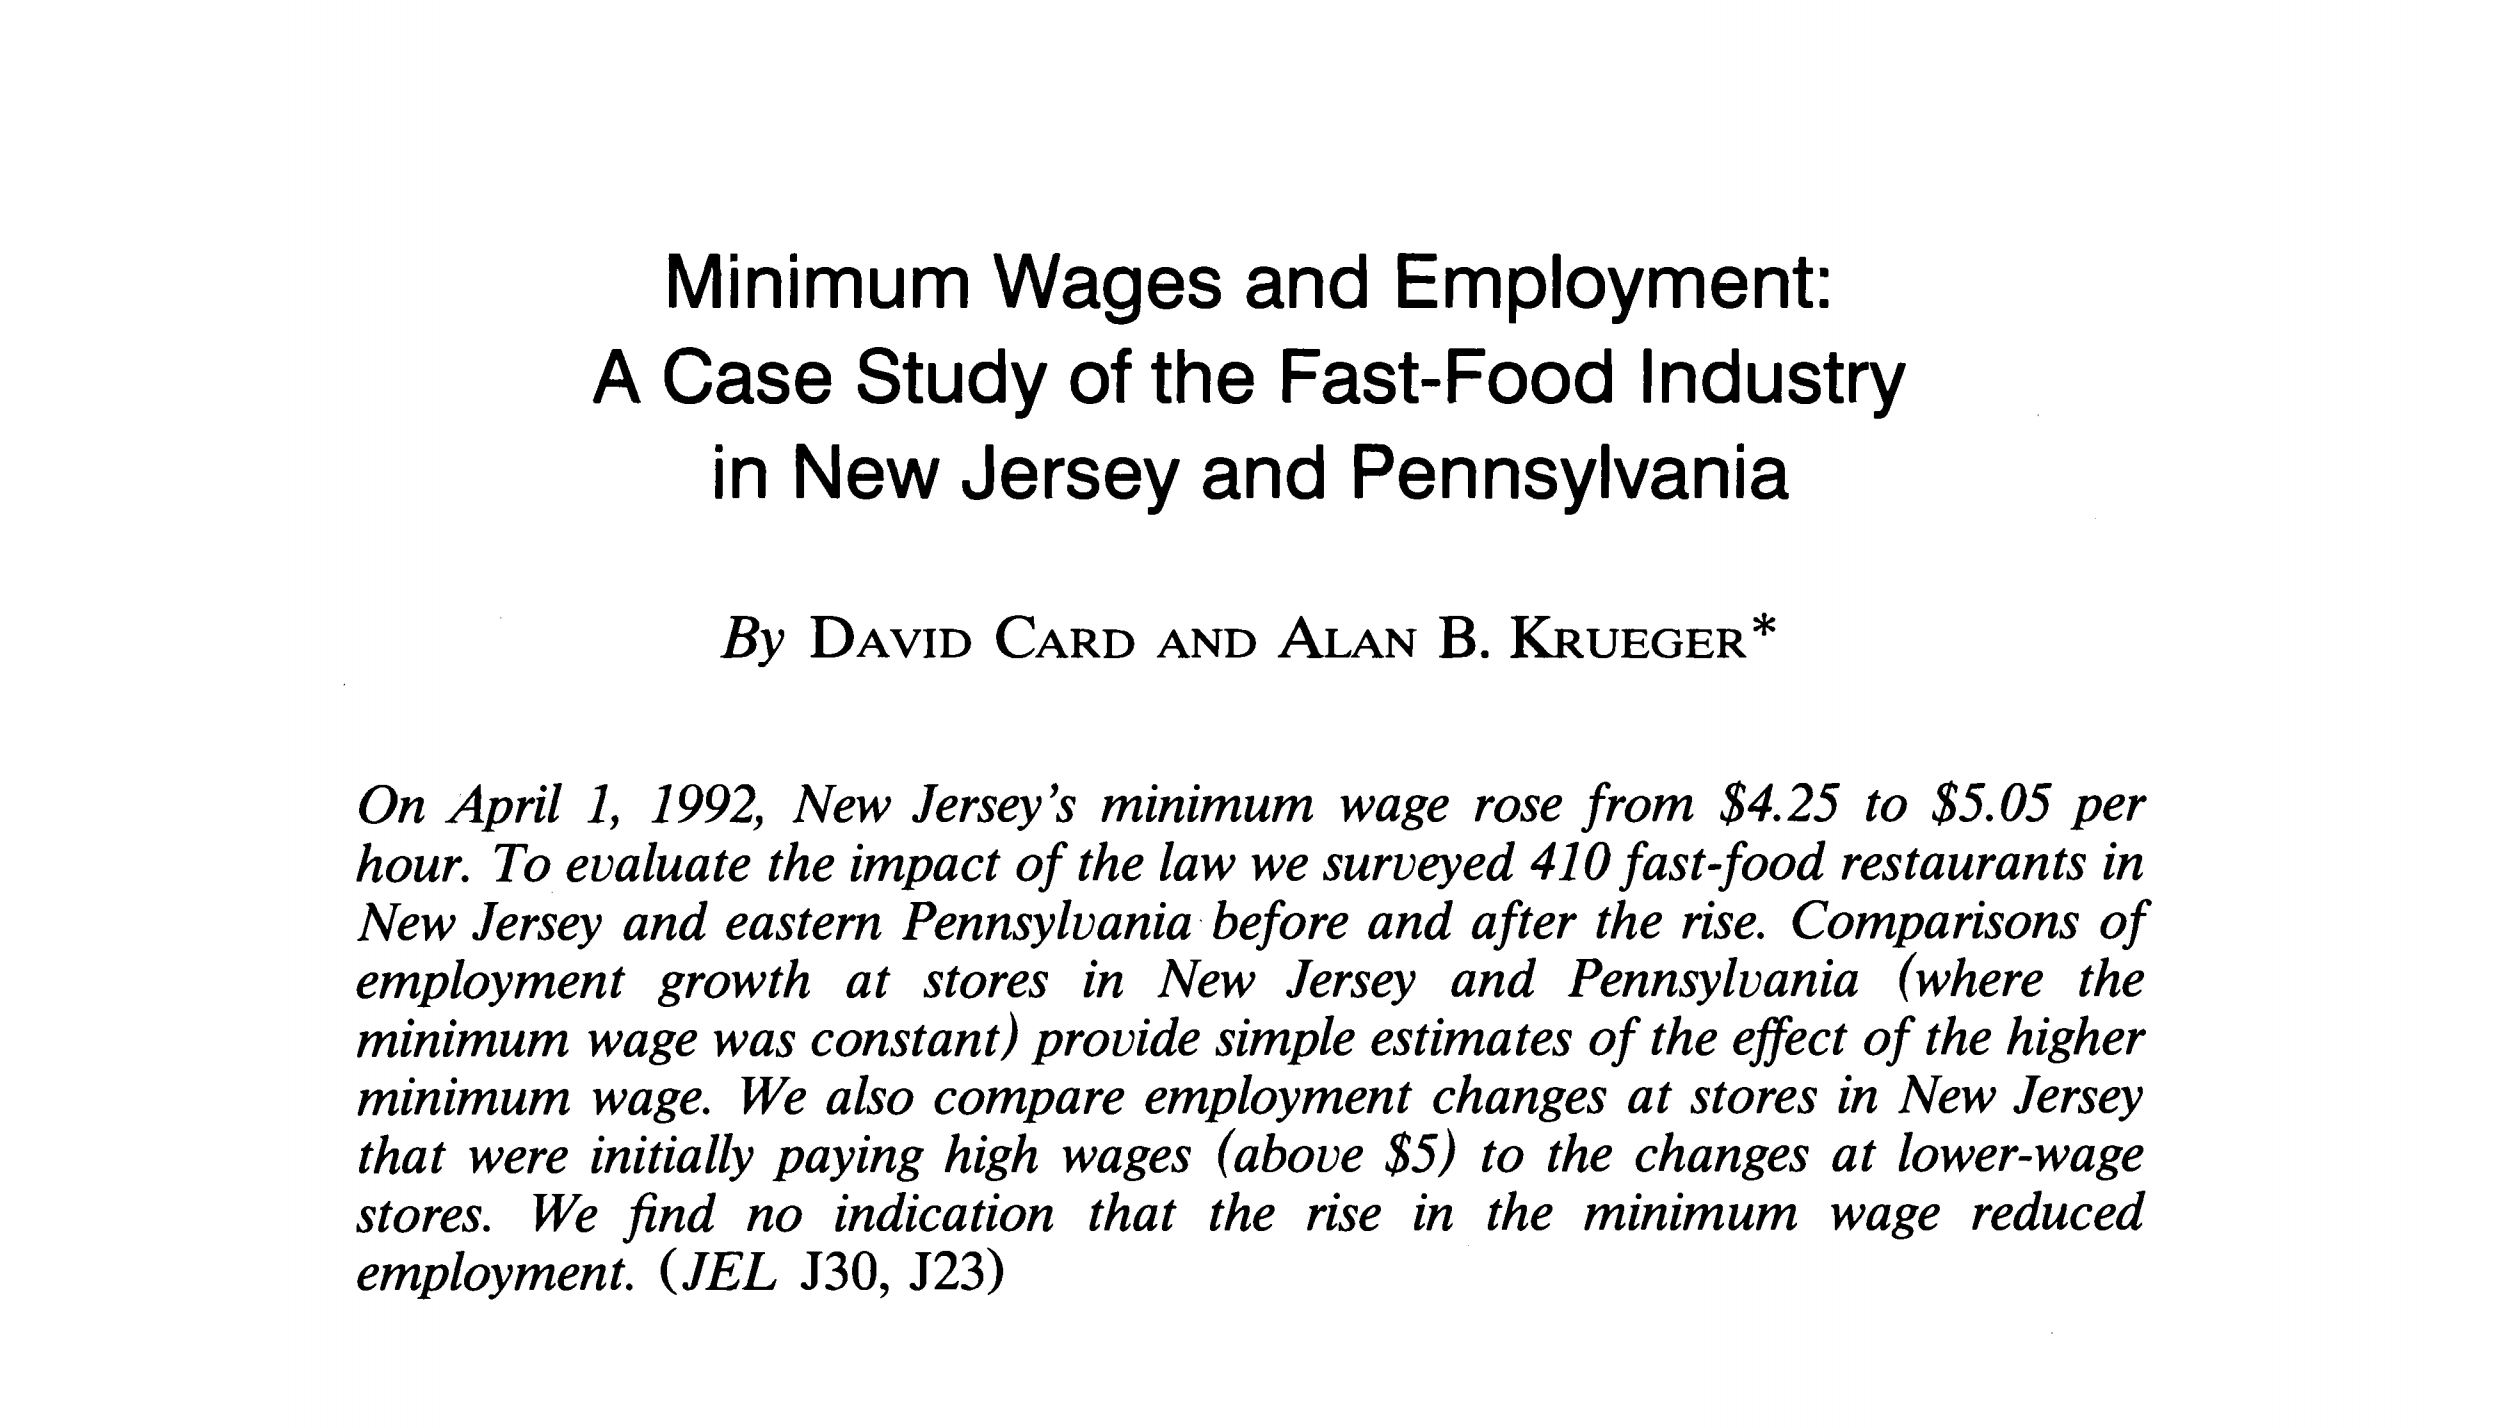 Minimum Wages and Employment:
A Case Study of the Fast-Food Industry
in New Jersey and Pennsylvania
By DAVID CARD AND ALAN B. KRUEGER*
On April 1, 1992, New Jersey's minimum wage rose from $4.25 to $5.05 per
hour. To evaluate the impact of the law we surveyed 410 fast-food restaurants in
New Jersey and eastern Pennsylvania before and after the rise. Comparisons of
employment growth at stores in New Jersey and Pennsylvania (where the
minimum wage was constant) provide simple estimates of the effect of the higher
minimum wage. We also compare employment changes at stores in New Jersey
that were initially paying high wages (above $5) to the changes at lower-wage
stores. We find no indication that the rise in the minimum wage reduced
employment. (JEL J30, J23)